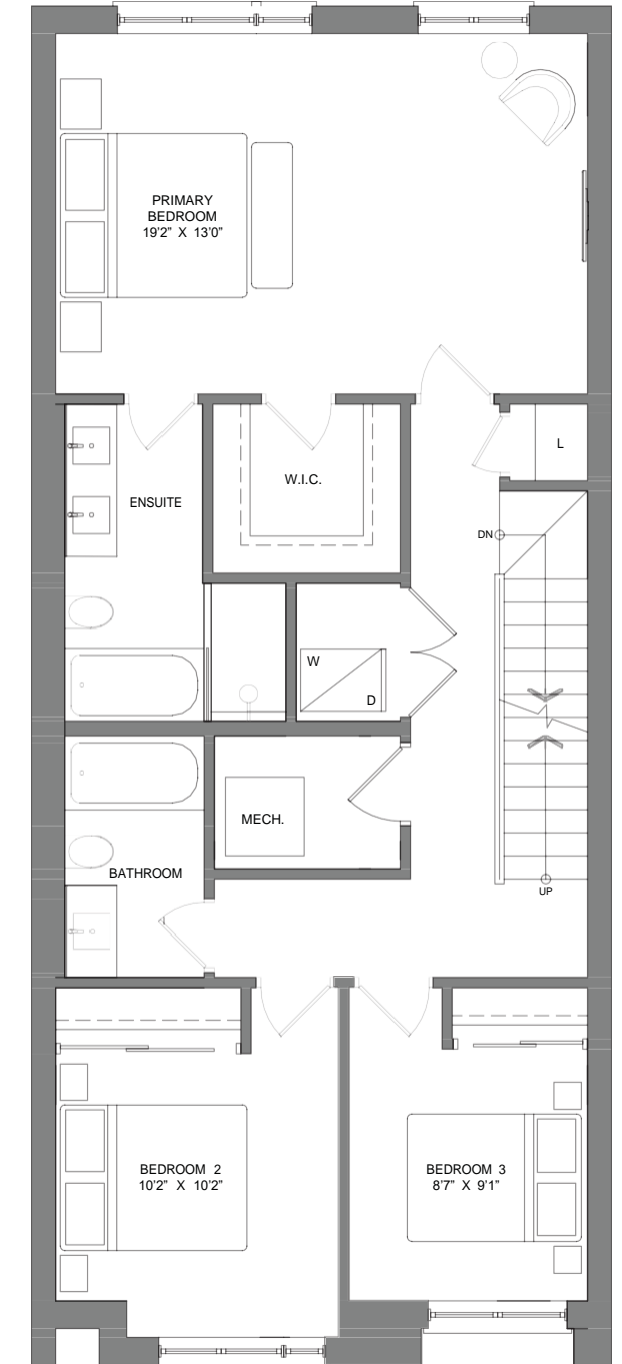 PRIMARY
BEDROOM
19'2” X 13'0”
ENSUITE
W.I.C.
L
DN
W
D
MECH.
BATHROOM
UP
BEDROOM 2
10'2” X 10'2”
BEDROOM 3
8'7” X 9'1”